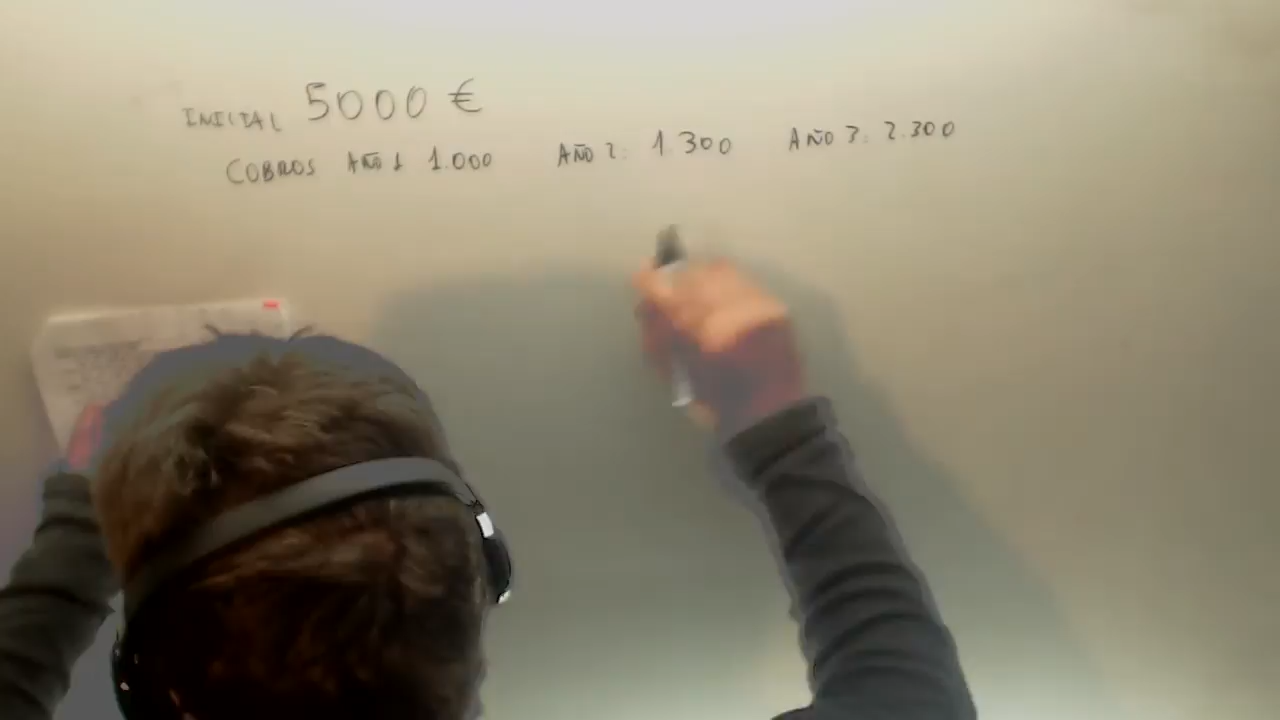 INICIAL 5000 €
COBROS AÑO 1 1.000 AÑO 2: 1.300 AÑO 3: 2.300